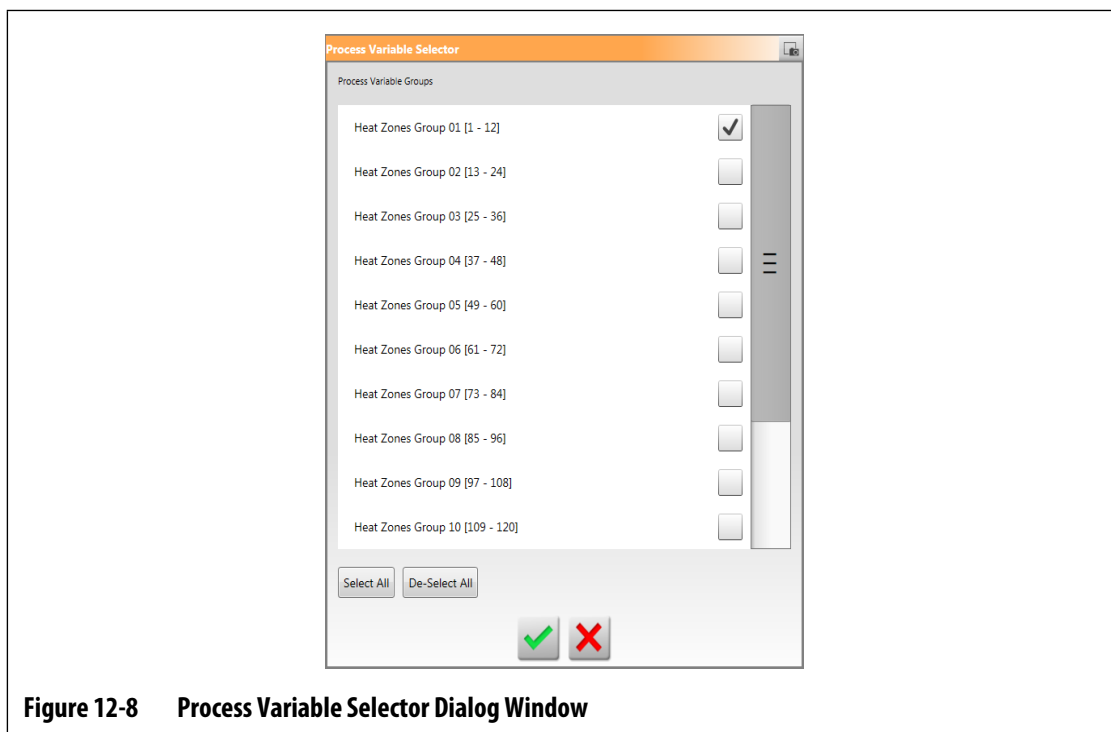 Process Variable Selector
Process Variable Groups
Heat Zones Group 01 [1 - 12]
Heat Zones Group 02 [13 - 24]
Heat Zones Group 03 [25 - 36]
Heat Zones Group 04 [37 - 48]
Heat Zones Group 05 [49 - 60]
Heat Zones Group 06 [61 - 72]
Heat Zones Group 07 [73 - 84]
Heat Zones Group 08 [85 - 96]
Heat Zones Group 09 [97 - 108]
Heat Zones Group 10 [109 - 120]
Select All De-Select All
Figure 12-8 Process Variable Selector Dialog Window